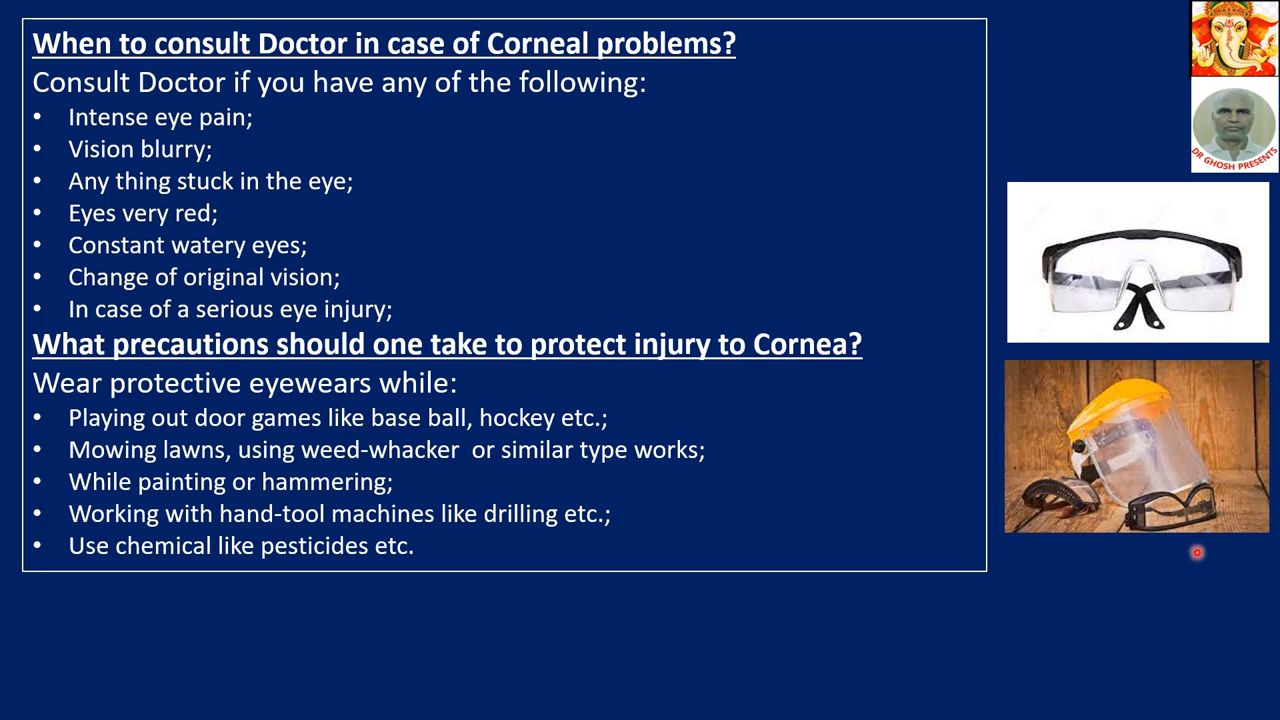 When to consult Doctor in case of Corneal problems?
Consult Doctor if you have any of the following:
• Intense eye pain;
• Vision blurry;
• Any thing stuck in the eye;
• Eyes very red;
• Constant watery eyes;
• Change of original vision;
• In case of a serious eye injury;
What precautions should one take to protect injury to Cornea?
Wear protective eyewears while:
• Playing out door games like base ball, hockey etc.;
• Mowing lawns, using weed-whacker or similar type works;
• While painting or hammering;
• Working with hand-tool machines like drilling etc.;
• Use chemical like pesticides etc.
DR GHOSH PRESENTS